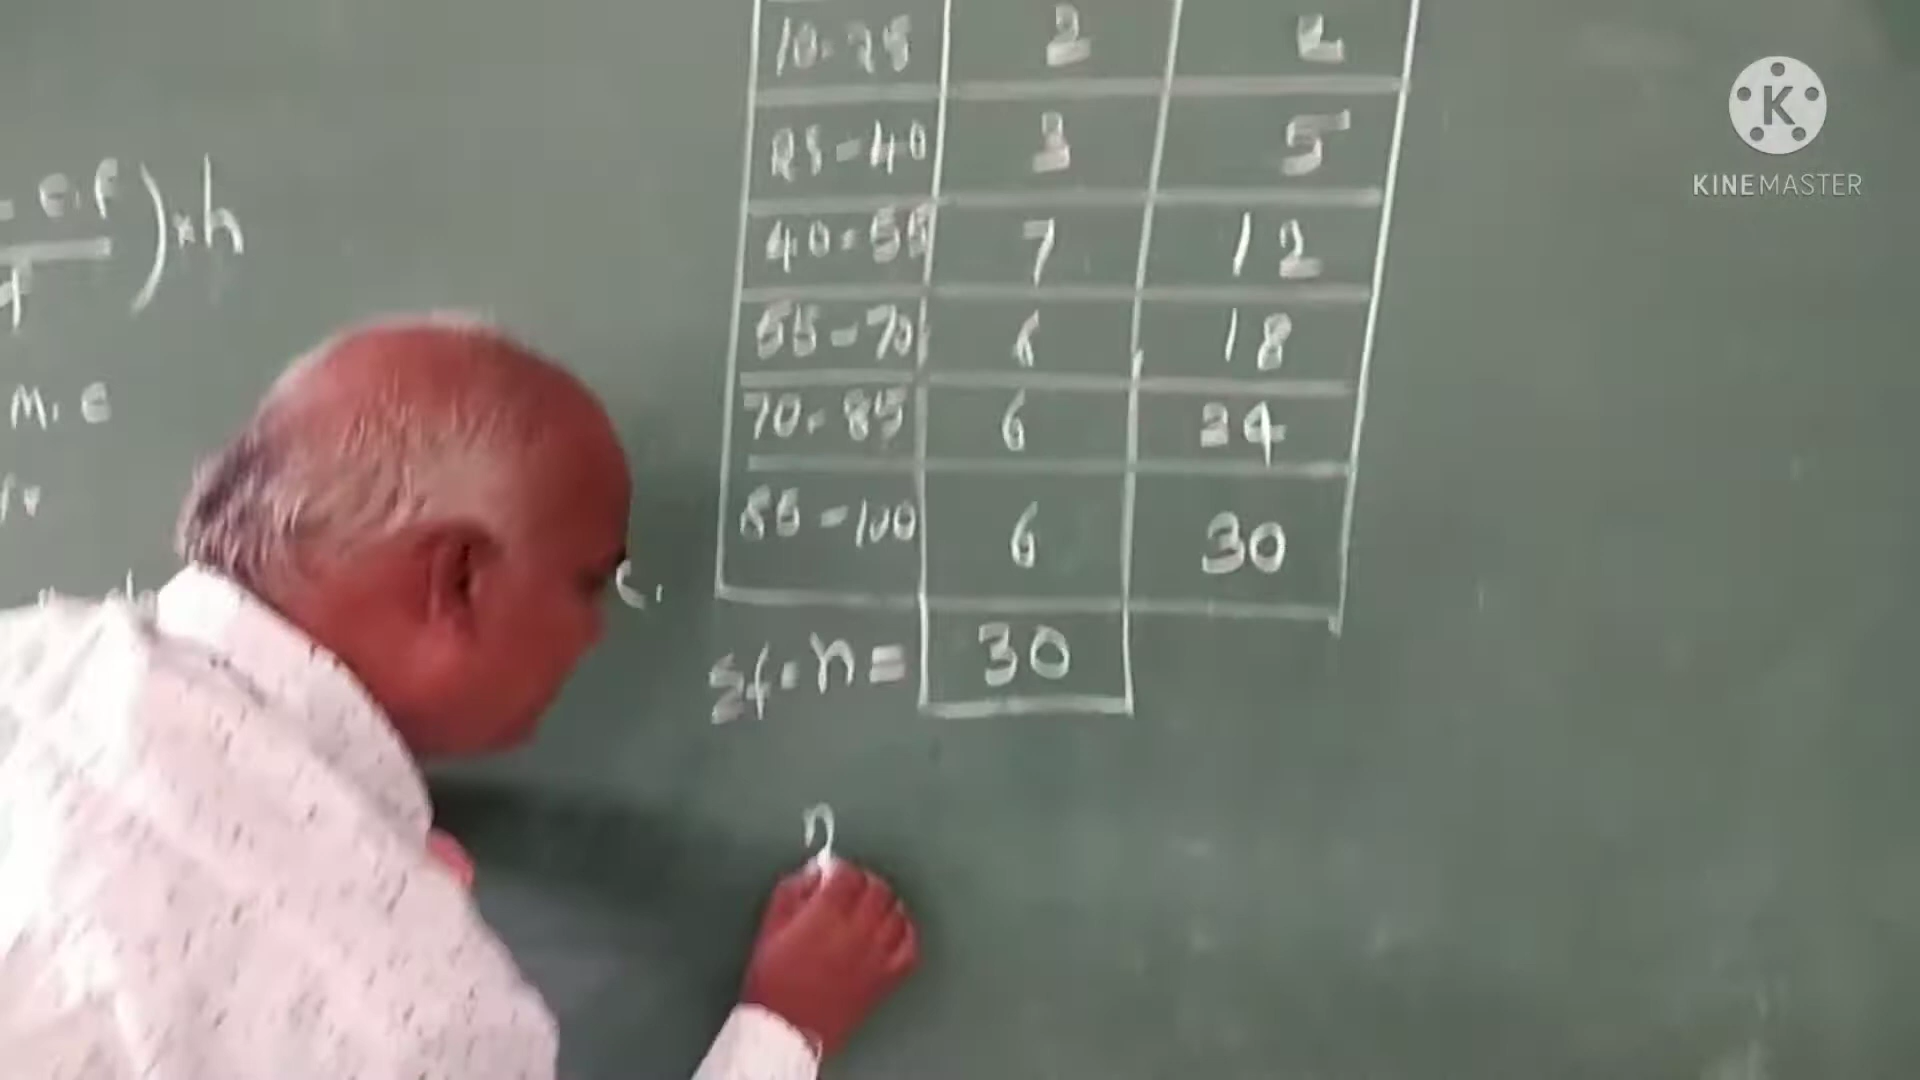 10-25 2 2
25-40 3 5
40-55 7 12
55-70 6 18
70-85 6 24
85-100 6 30
Σf=n= 30
n
- c.f
f
)×h
M.C
c.
K
KINEMASTER